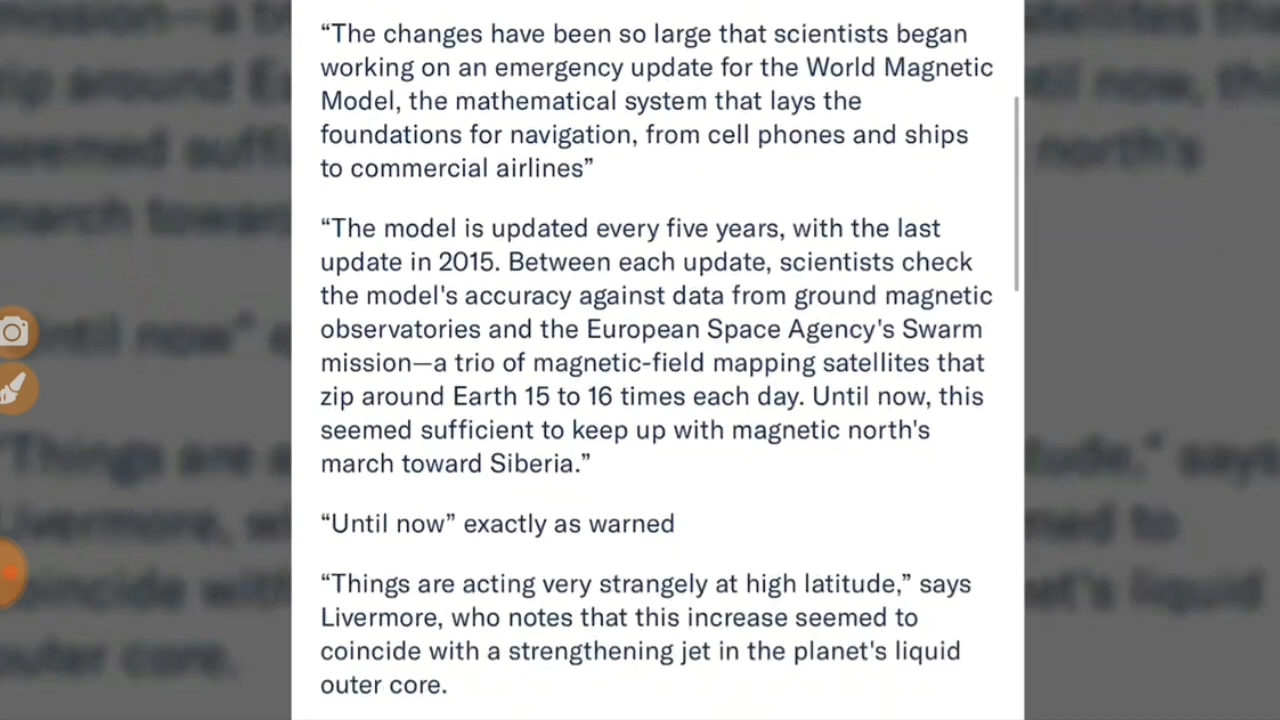 “The changes have been so large that scientists began
working on an emergency update for the World Magnetic
Model, the mathematical system that lays the
foundations for navigation, from cell phones and ships
to commercial airlines”
“The model is updated every five years, with the last
update in 2015. Between each update, scientists check
the model's accuracy against data from ground magnetic
observatories and the European Space Agency's Swarm
mission—a trio of magnetic-field mapping satellites that
zip around Earth 15 to 16 times each day. Until now, this
seemed sufficient to keep up with magnetic north's
march toward Siberia.”
“Until now” exactly as warned
“Things are acting very strangely at high latitude,” says
Livermore, who notes that this increase seemed to
coincide with a strengthening jet in the planet's liquid
outer core.